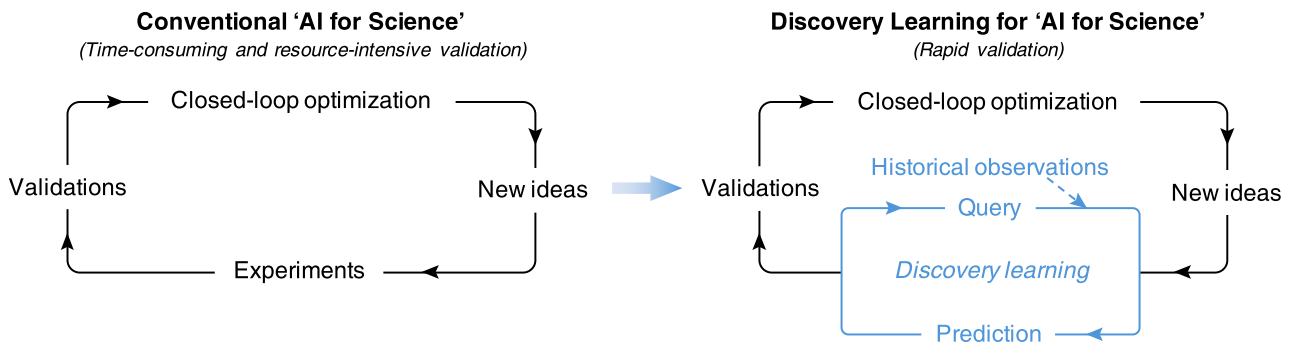 Conventional ‘AI for Science’
(Time-consuming and resource-intensive validation)
Closed-loop optimization
Validations
New ideas
Experiments
Discovery Learning for ‘AI for Science’
(Rapid validation)
Closed-loop optimization
Historical observations
Validations
New ideas
Query
Discovery learning
Prediction